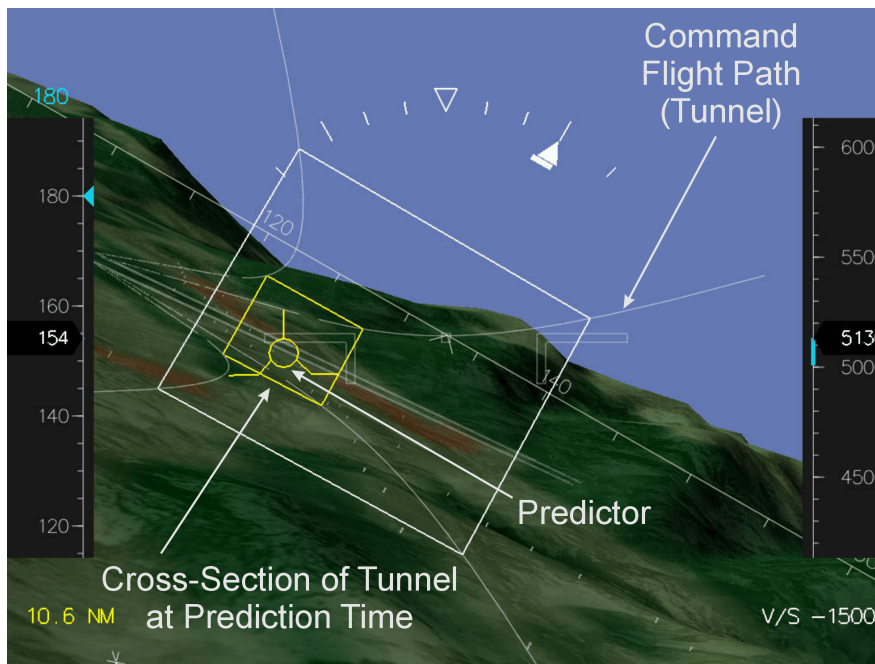 Command
Flight Path
(Tunnel)
180
600
180
120
550
160
154
513
500
140
140
450
Predictor
120
Cross-Section of Tunnel
at Prediction Time
10.6 NM
V/S −1500